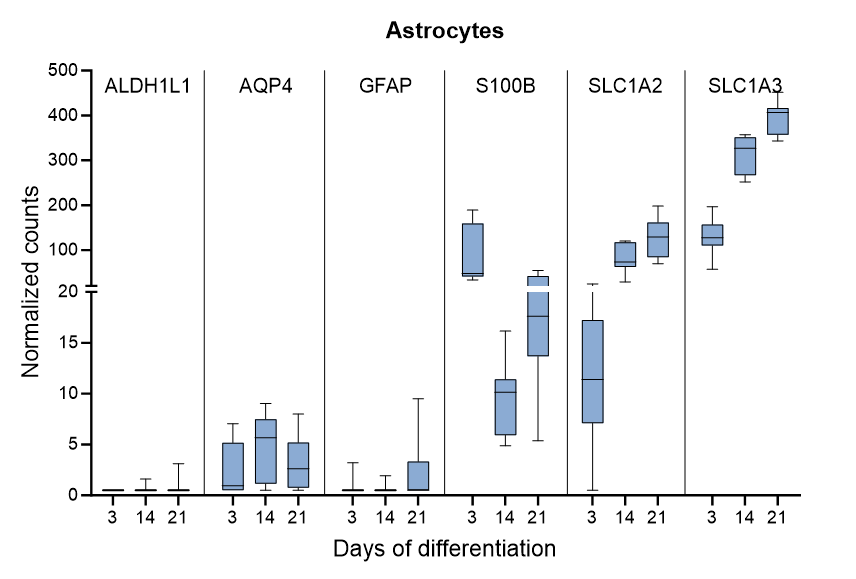 Astrocytes
500
400
300
200
100
20
15
10
5
0
Normalized counts
ALDH1L1 AQP4 GFAP S100B SLC1A2 SLC1A3
3 14 21 3 14 21 3 14 21 3 14 21 3 14 21 3 14 21
Days of differentiation